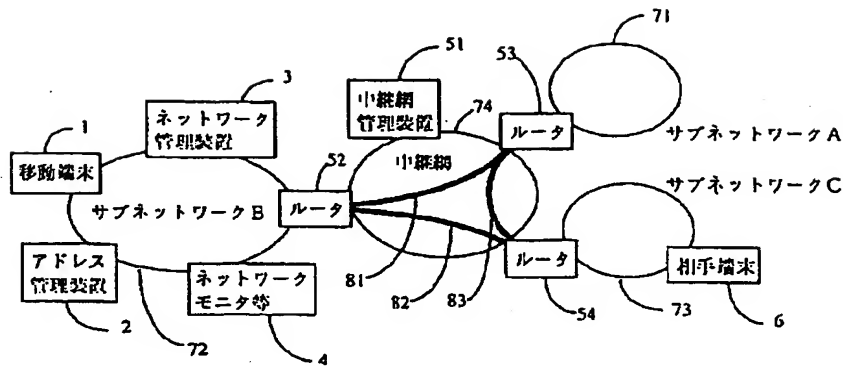 71
51
53
3
中継網
管理装置
74
ネットワーク
管理装置
1
ルータ
サブネットワークA
移動端末
52
中継網
サブネットワークC
サブネットワークB
ルータ
アドレス
管理装置
ネットワーク
モニタ等
81
82
83
ルータ
相手端末
2
72
4
54
73
6